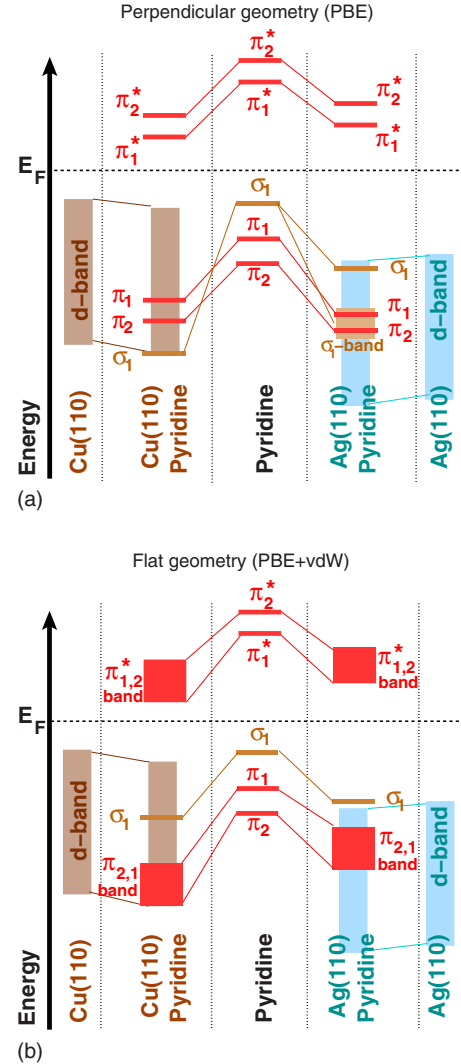 Perpendicular geometry (PBE)
π₂*
π₂*
π₂*
π₁*
π₁*
π₁*
E_F
σ₁
π₁
σ₁
π₂
π₁
π₁
π₂
π₂
σ₁
σ₁-band
d-band
d-band
Energy
Cu(110)
Cu(110)
Pyridine
Pyridine
Ag(110)
Pyridine
Ag(110)
(a)
Flat geometry (PBE+vdW)
π₂*
π₁*
π*₁,₂
band
π*₁,₂
band
E_F
σ₁
σ₁
σ₁
π₁
π₂
π₂,₁
band
π₂,₁
band
d-band
d-band
Energy
Cu(110)
Cu(110)
Pyridine
Pyridine
Ag(110)
Pyridine
Ag(110)
(b)